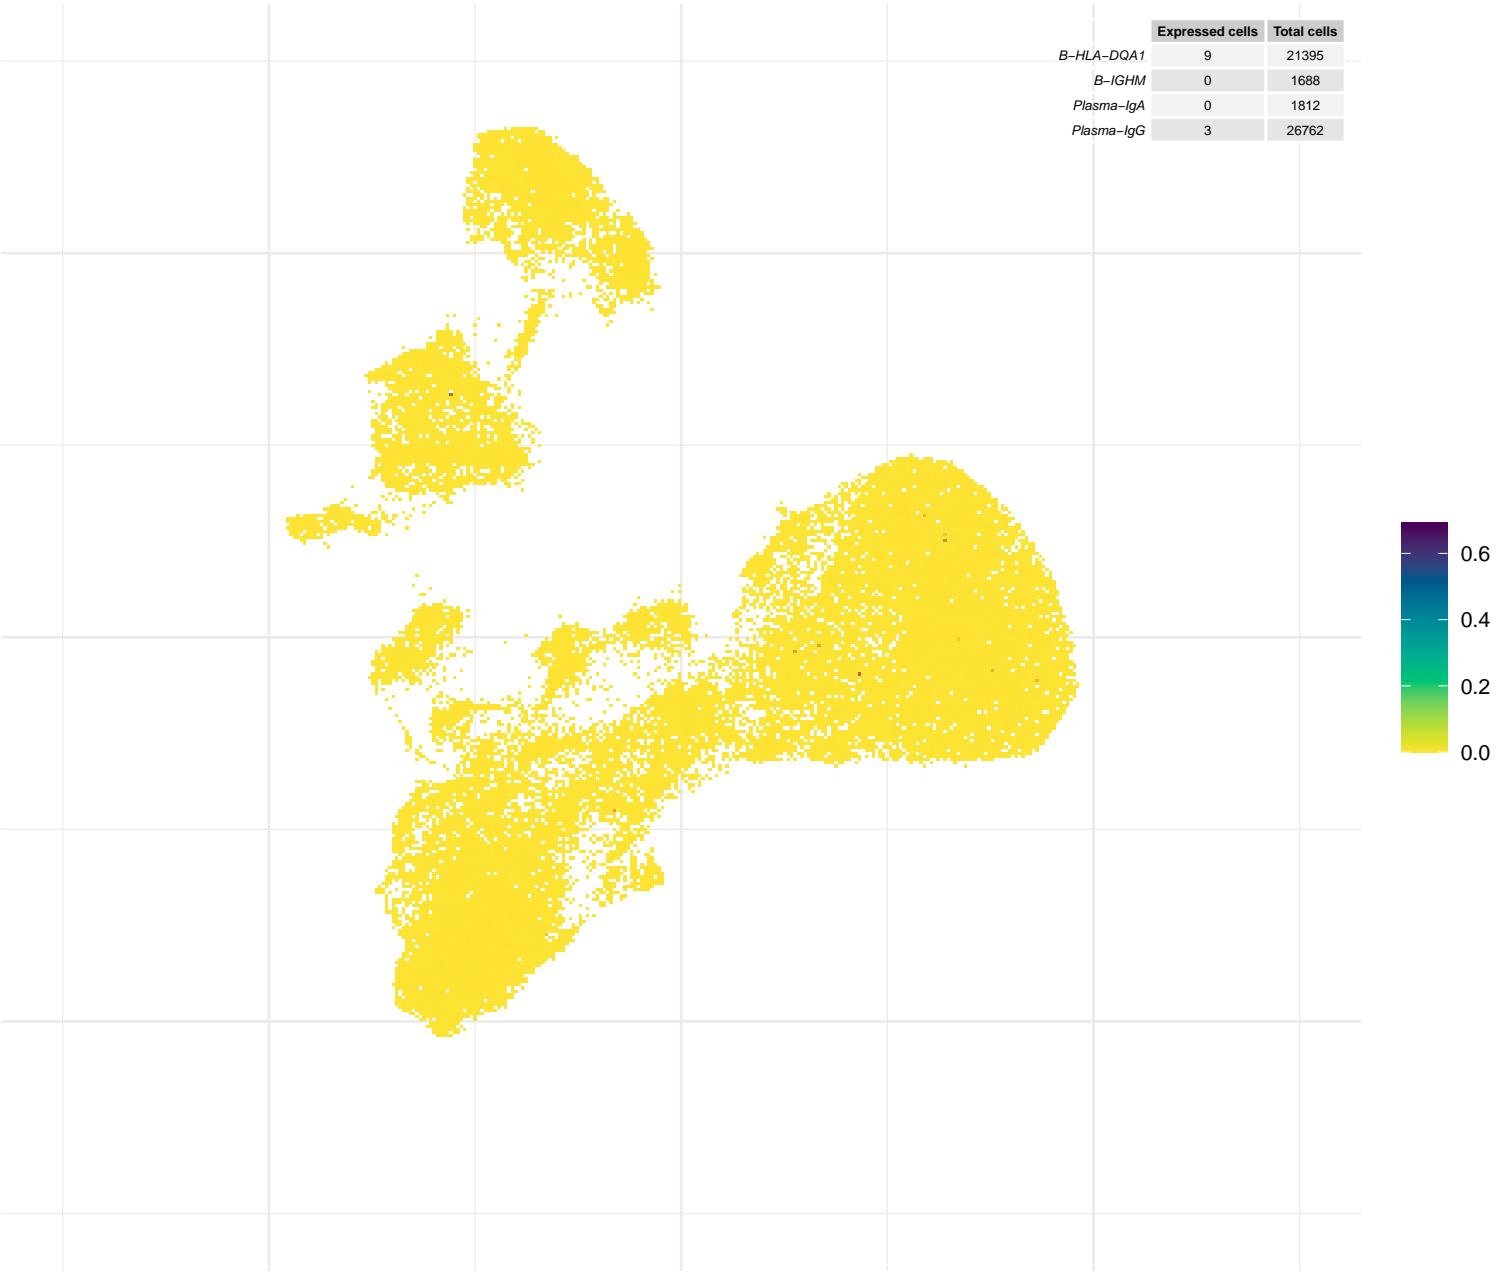 Expressed cells Total cells
B−HLA−DQA1 9 21395
B−IGHM 0 1688
Plasma−IgA 0 1812
Plasma−IgG 3 26762
0.6
0.4
0.2
0.0